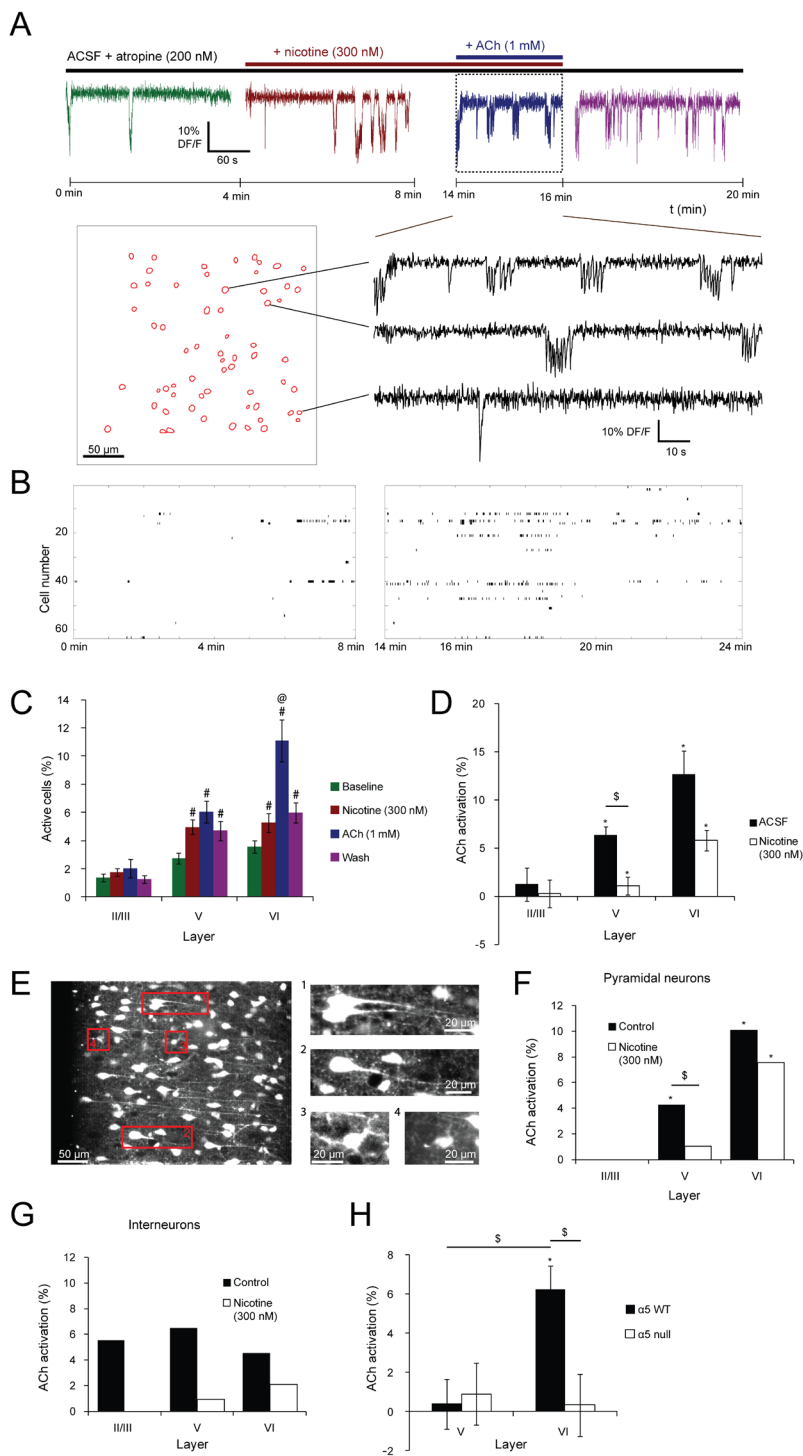 A
ACSF + atropine (200 nM)
+ nicotine (300 nM)
+ ACh (1 mM)
10%
DF/F
60 s
0 min
4 min
8 min
14 min
16 min
20 min
t (min)
50 µm
10% DF/F
10 s
B
Cell number
20
40
60
0 min
4 min
8 min
14 min
16 min
20 min
24 min
C
Active cells (%)
14
12
10
8
6
4
2
0
# # #
# # #
@
Baseline
Nicotine (300 nM)
ACh (1 mM)
Wash
II/III
V
VI
Layer
D
ACh activation (%)
20
15
10
5
0
-5
*
$
*
*
*
ACSF
Nicotine
(300 nM)
II/III
V
VI
Layer
E
1
2
3
4
50 µm
1
20 µm
2
20 µm
3
20 µm
4
20 µm
F
Pyramidal neurons
ACh activation (%)
12
10
8
6
4
2
0
Control
Nicotine
(300 nM)
$
*
*
*
II/III
V
VI
Layer
G
Interneurons
ACh activation (%)
12
10
8
6
4
2
0
Control
Nicotine
(300 nM)
II/III
V
VI
Layer
H
ACh activation (%)
8
6
4
2
0
-2
$
$
*
α5 WT
α5 null
V
VI
Layer